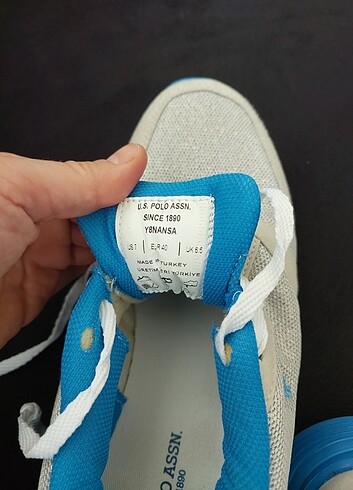 U.S. POLO ASSN.
SINCE 1890
Y8NANSA
US 7 | EUR 40 | UK 6.5
MADE IN TURKEY
ÜRETİM YERİ TÜRKİYE
O ASSN.
1890